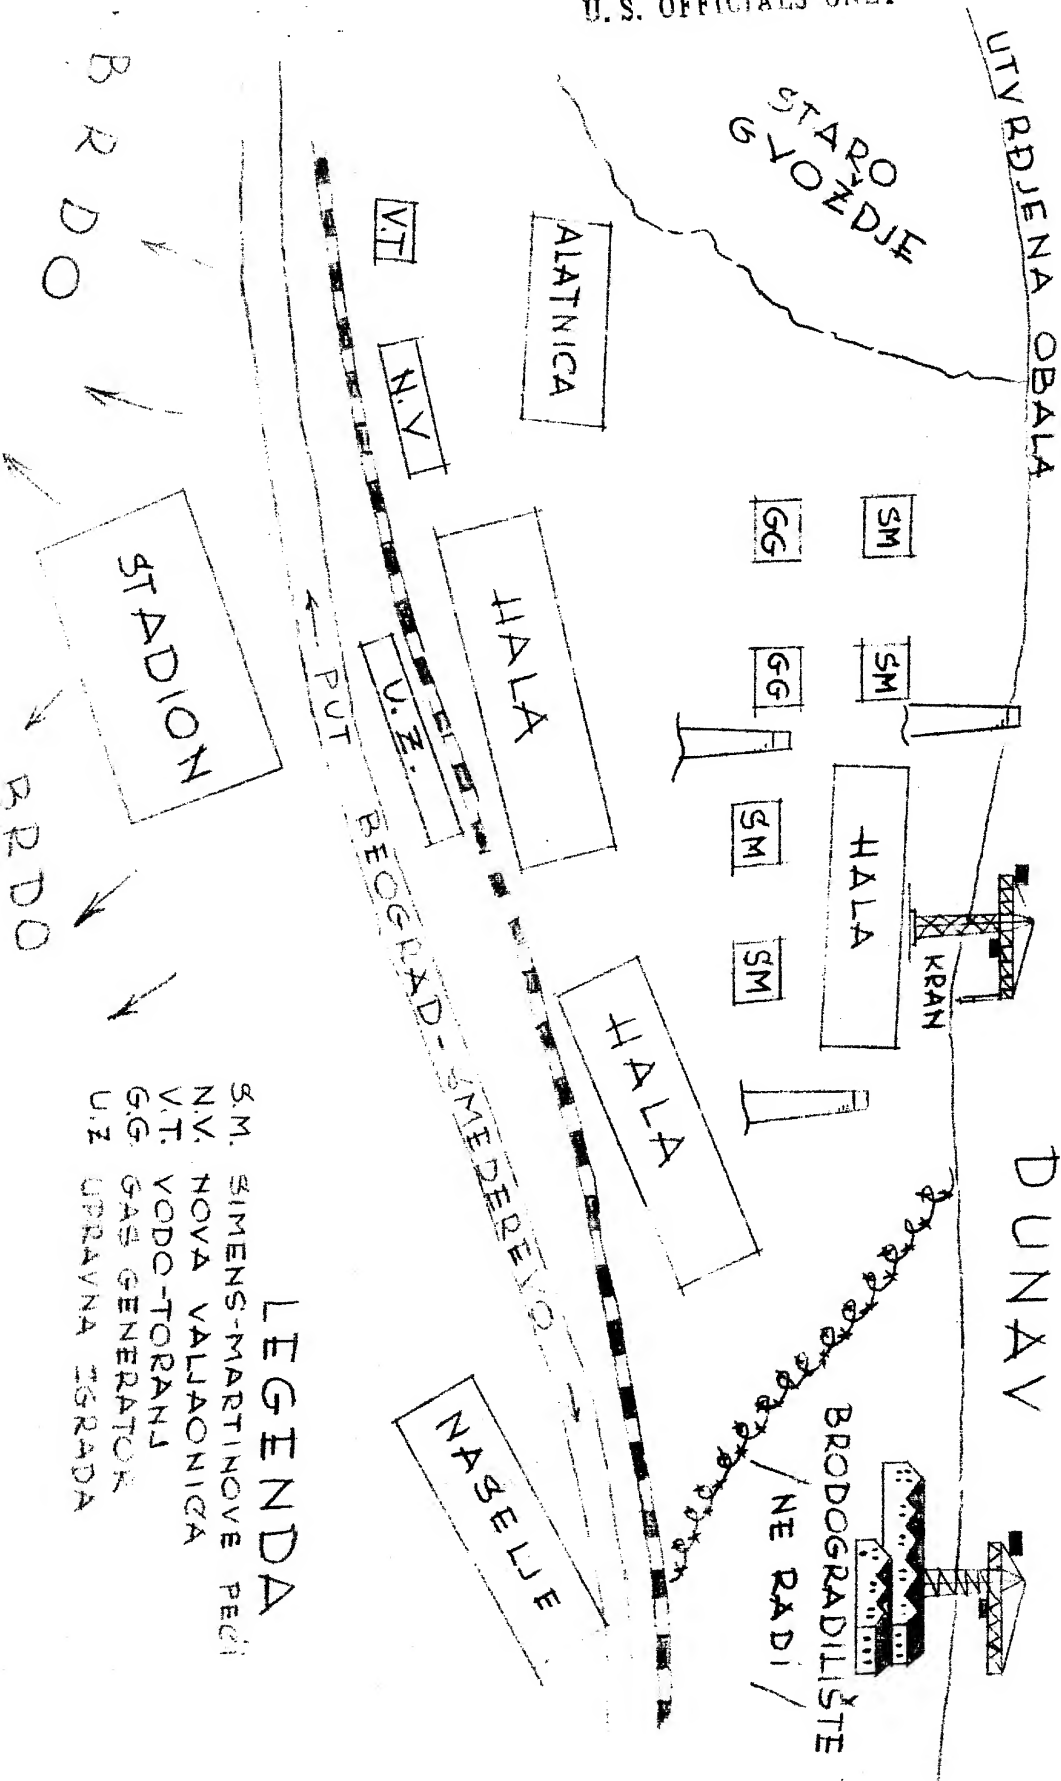 U. S. OFFICIALS ONLY
UTVRDJENA OBALA
DUNAV
STARO
GVOŽDJE
SM
SM
GG
GG
KRAN
HALA
SM
SM
BRODOGRADILIŠTE
/ NE RADI /
ALATNICA
V.T
N.V
HALA
HALA
U.Z.
← PUT BEOGRAD-SMEDEREVO →
NASELJE
BRDO
STADION
BRDO
LEGENDA
S.M. SIMENS-MARTINOVE PEĆI
N.V. NOVA VALJAONICA
V.T. VODO-TORANJ
G.G GAS GENERATOR
U.Z UPRAVNA ZGRADA